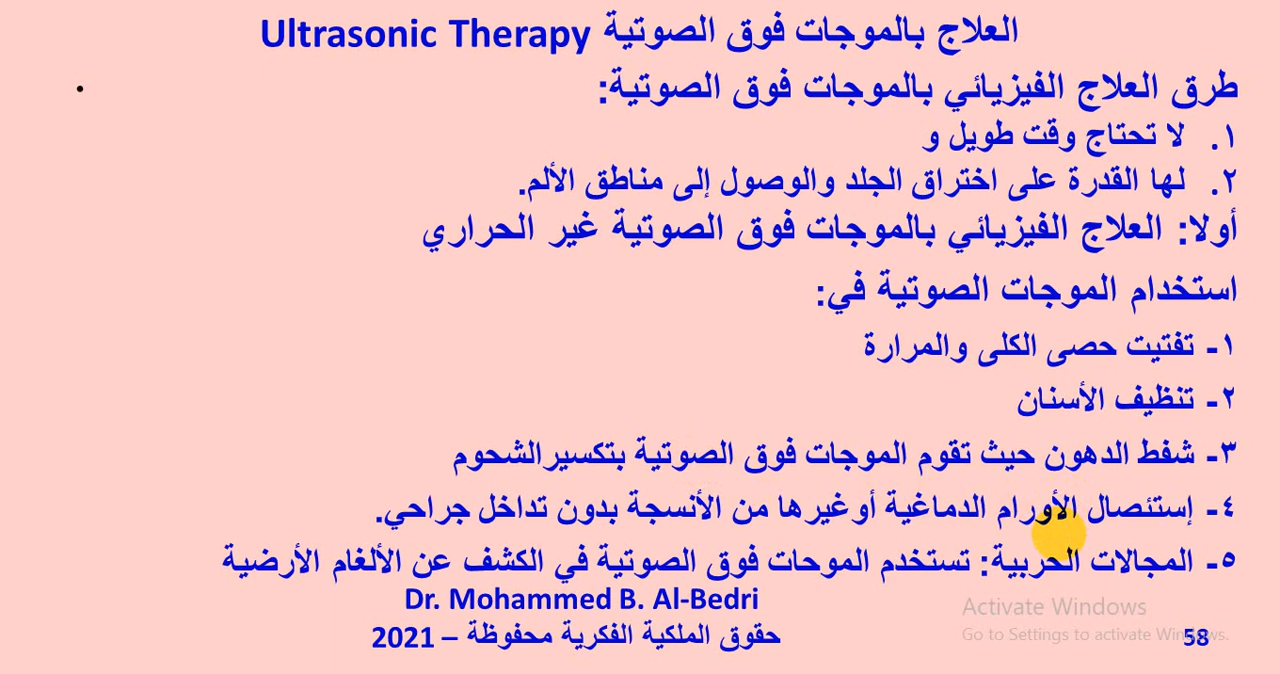 العلاج بالموجات فوق الصوتية Ultrasonic Therapy
طرق العلاج الفيزيائي بالموجات فوق الصوتية:
١. لا تحتاج وقت طويل و
٢. لها القدرة على اختراق الجلد والوصول إلى مناطق الألم.
أولا: العلاج الفيزيائي بالموجات فوق الصوتية غير الحراري
استخدام الموجات الصوتية في:
١- تفتيت حصى الكلى والمرارة
٢- تنظيف الأسنان
٣- شفط الدهون حيث تقوم الموجات فوق الصوتية بتكسيرالشحوم
٤- إستئصال الأورام الدماغية أوغيرها من الأنسجة بدون تداخل جراحي.
٥- المجالات الحربية: تستخدم الموحات فوق الصوتية في الكشف عن الألغام الأرضية
Dr. Mohammed B. Al-Bedri
حقوق الملكية الفكرية محفوظة – 2021
58
Activate Windows
Go to Settings to activate Windows.